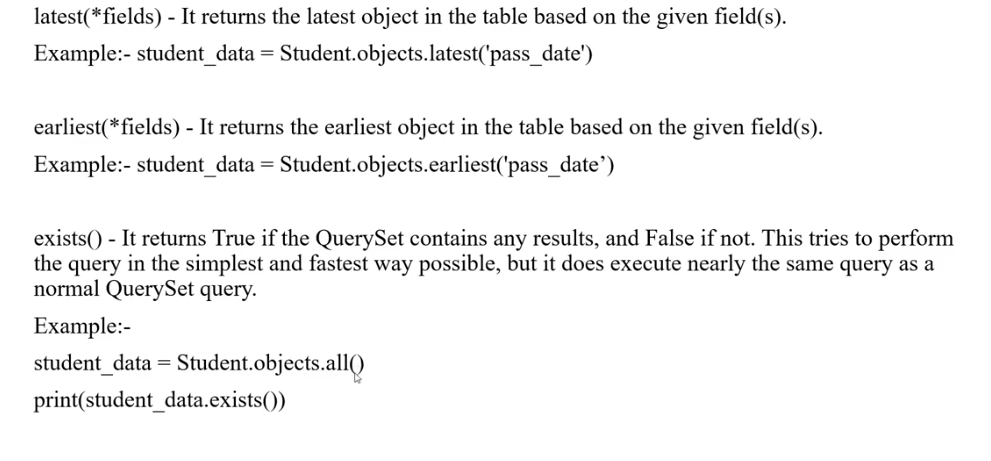 latest(*fields) - It returns the latest object in the table based on the given field(s).
Example:- student_data = Student.objects.latest('pass_date')
earliest(*fields) - It returns the earliest object in the table based on the given field(s).
Example:- student_data = Student.objects.earliest('pass_date’)
exists() - It returns True if the QuerySet contains any results, and False if not. This tries to perform
the query in the simplest and fastest way possible, but it does execute nearly the same query as a
normal QuerySet query.
Example:-
student_data = Student.objects.all()
print(student_data.exists())